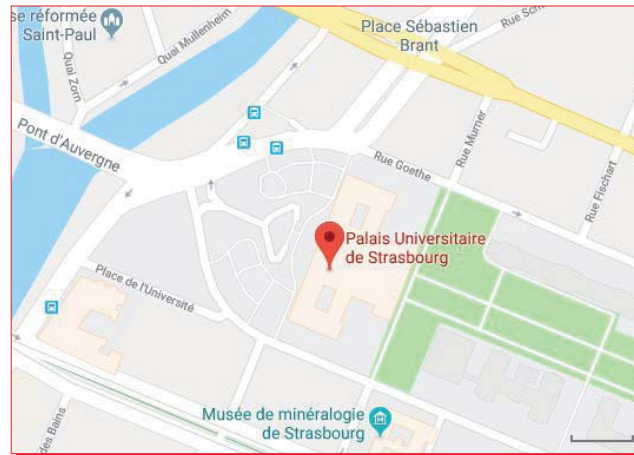 se réformée
Saint-Paul
Quai Zorn
Quai Mullenheim
Place Sébastien
Brant
Rue Sch
Pont d'Auvergne
Rue Goethe
Rue Murner
Rue Fischart
Palais Universitaire
de Strasbourg
Place de l'Université
Musée de minéralogie
de Strasbourg
des Bains